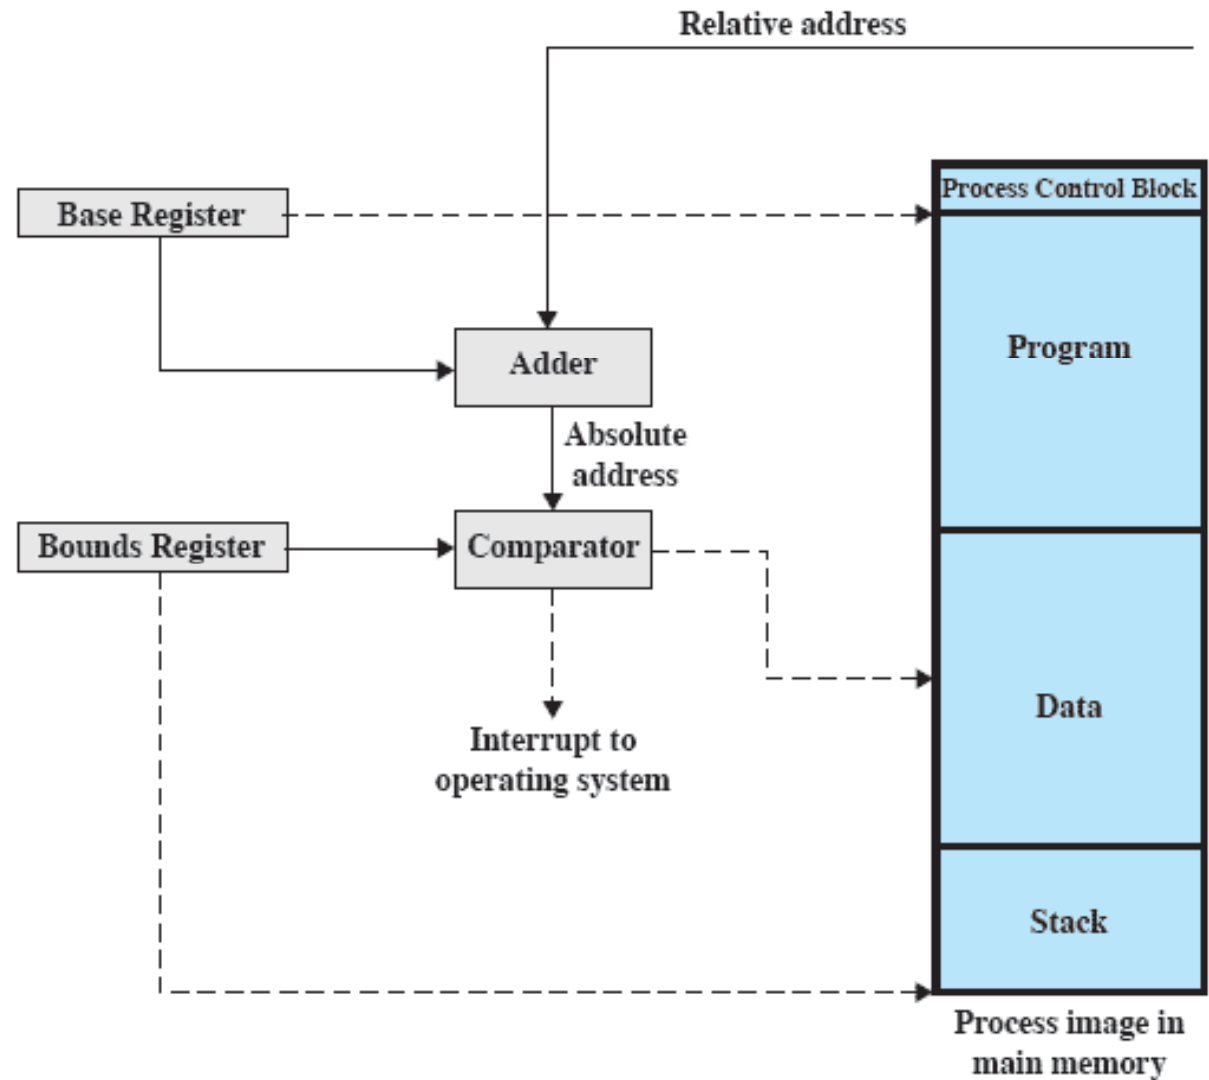 Relative address
Process Control Block
Base Register
Program
Adder
Absolute
address
Bounds Register
Comparator
Data
Interrupt to
operating system
Stack
Process image in
main memory